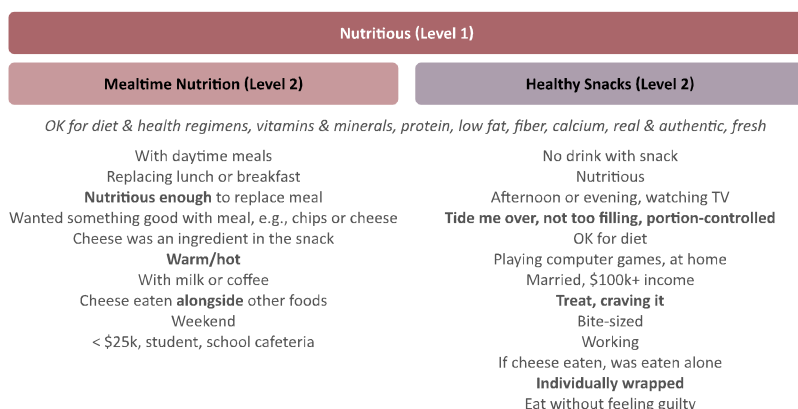 Nutritious (Level 1)
Mealtime Nutrition (Level 2)
Healthy Snacks (Level 2)
OK for diet & health regimens, vitamins & minerals, protein, low fat, fiber, calcium, real & authentic, fresh
With daytime meals
Replacing lunch or breakfast
Nutritious enough to replace meal
Wanted something good with meal, e.g., chips or cheese
Cheese was an ingredient in the snack
Warm/hot
With milk or coffee
Cheese eaten alongside other foods
Weekend
< $25k, student, school cafeteria
No drink with snack
Nutritious
Afternoon or evening, watching TV
Tide me over, not too filling, portion-controlled
OK for diet
Playing computer games, at home
Married, $100k+ income
Treat, craving it
Bite-sized
Working
If cheese eaten, was eaten alone
Individually wrapped
Eat without feeling guilty